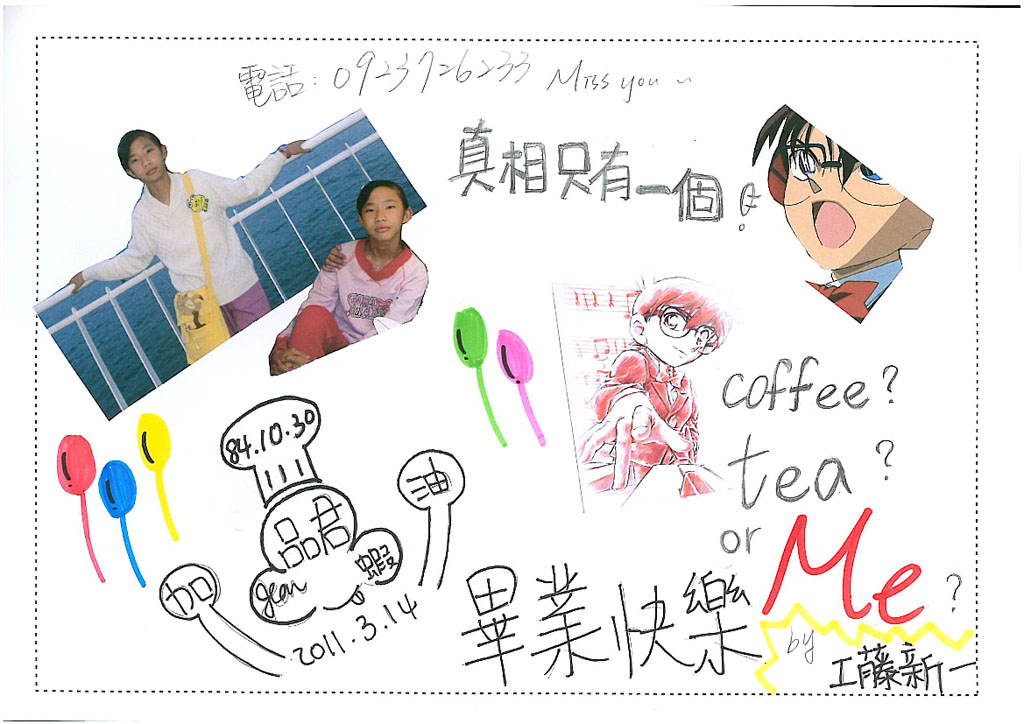 電話:0923726233 Miss you
真相只有一個!
coffee?
tea?
or Me?
84.10.30
品君
加 油
蝦
2011.3.14
畢業快樂
by
工藤新一